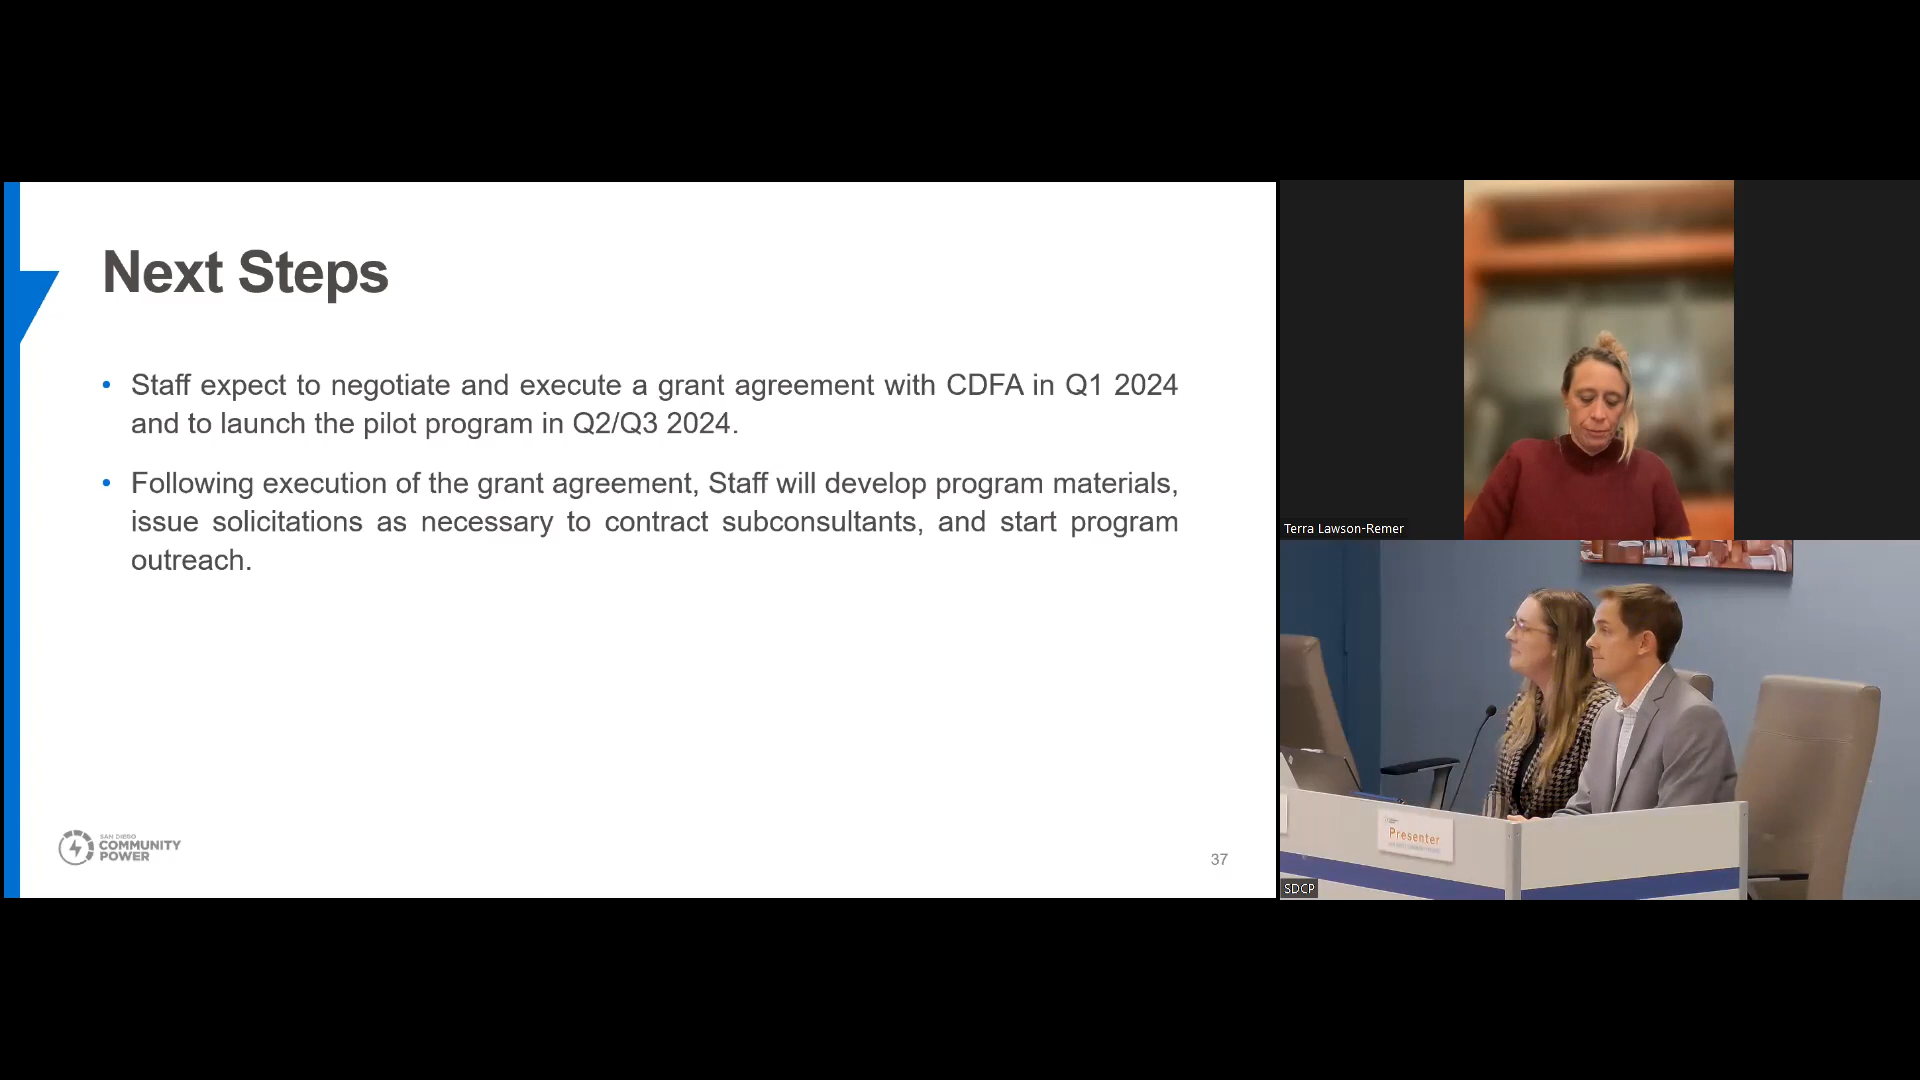 Next Steps
• Staff expect to negotiate and execute a grant agreement with CDFA in Q1 2024
and to launch the pilot program in Q2/Q3 2024.
• Following execution of the grant agreement, Staff will develop program materials,
issue solicitations as necessary to contract subconsultants, and start program
outreach.
SAN DIEGO
COMMUNITY
POWER
37
Terra Lawson-Remer
Presenter
SDCP